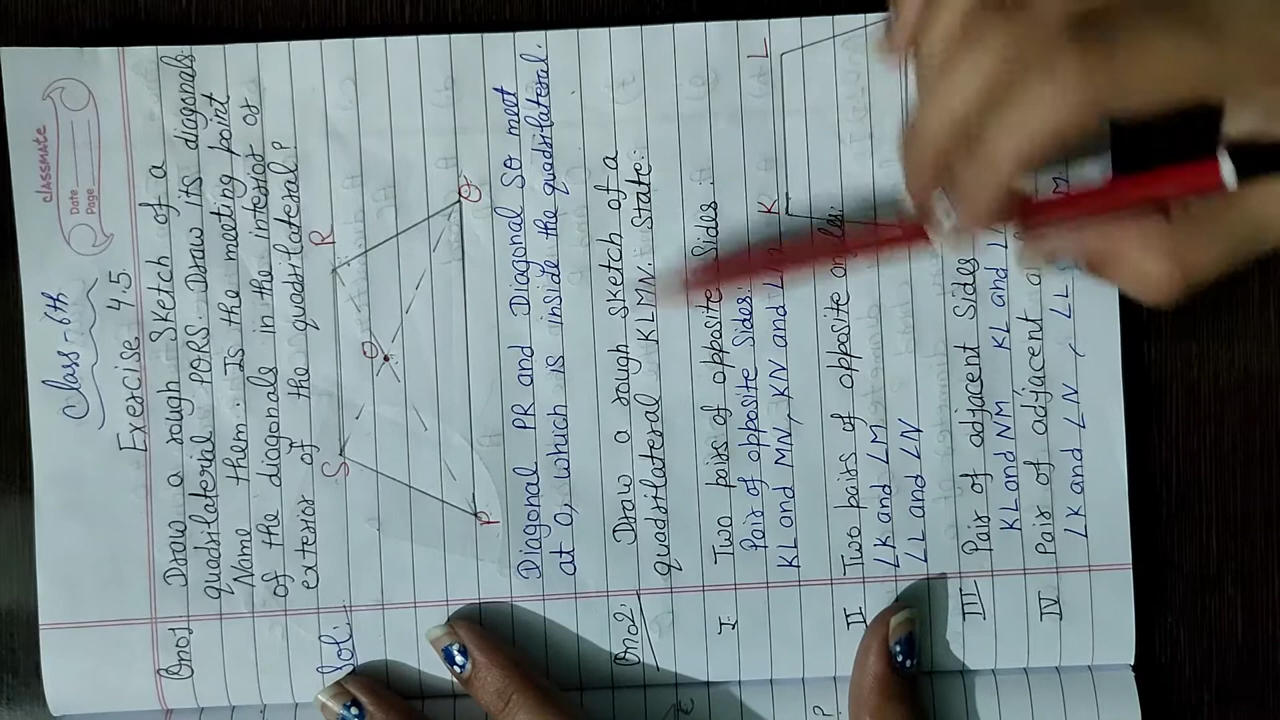 classmate
Date
Page
Class - 6th
Exercise 4.5
Qno1 Draw a rough Sketch of a
quadrilaterial PQRS. Draw its diagonals.
Name them. Is the meeting point
of the diagonals in the interior or
exterior of the quadrilateral?
Sol.
S
R
O
P
Q
Diagonal PR and Diagonal SQ meet
at O, which is inside the quadrilateral.
Qno2. Draw a rough sketch of a
quadrilateral KLMN. State:
I. Two pairs of opposite Sides.
Pair of opposite Sides:
KL and MN, KN and
K
L
M
II Two pairs of opposite angles:
∠K and ∠M
∠L and ∠N
III Pair of adjacent Sides
KL and NM KL and
IV Pair of adjacent
∠K and ∠N, ∠L